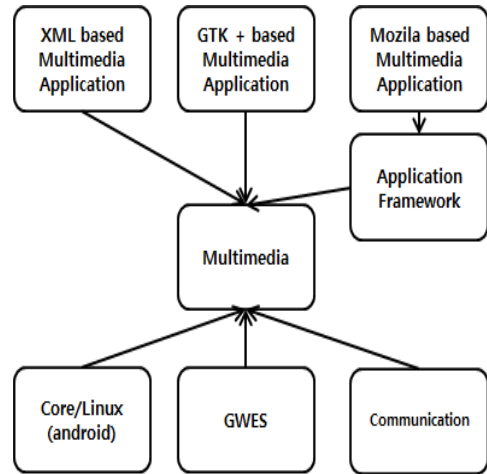 XML based
Multimedia
Application
GTK + based
Multimedia
Application
Mozila based
Multimedia
Application
Application
Framework
Multimedia
Core/Linux
(android)
GWES
Communication